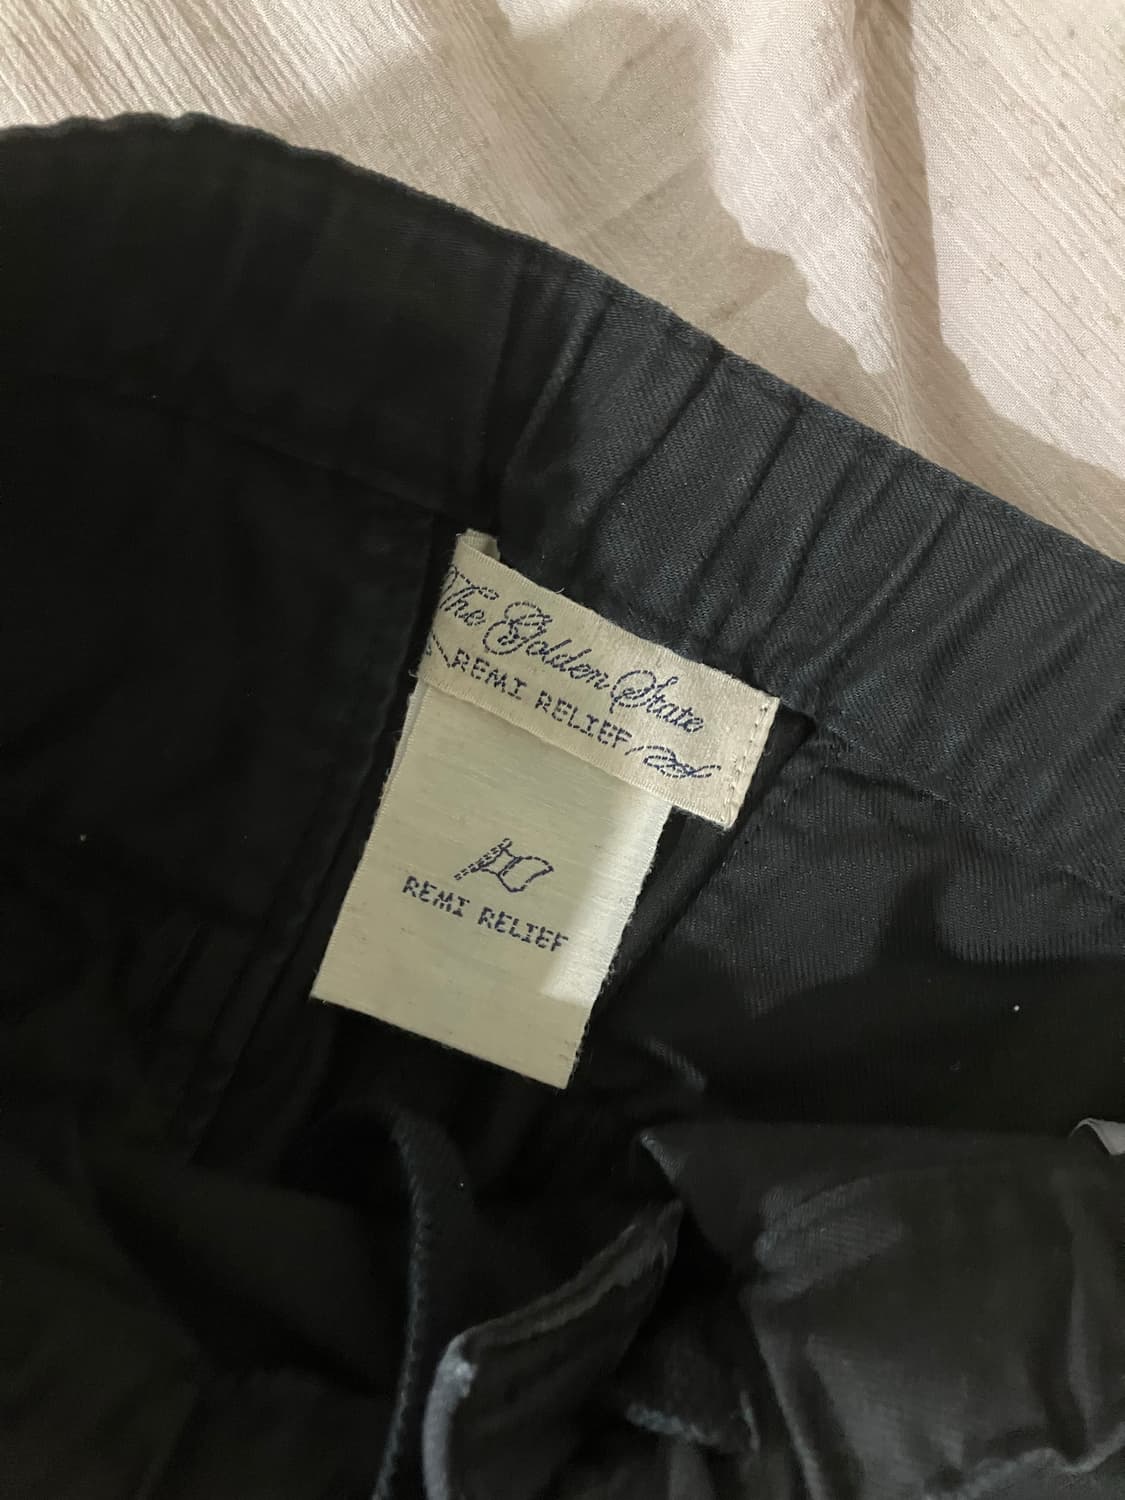 The Golden State
REMI RELIEF
REMI RELIEF